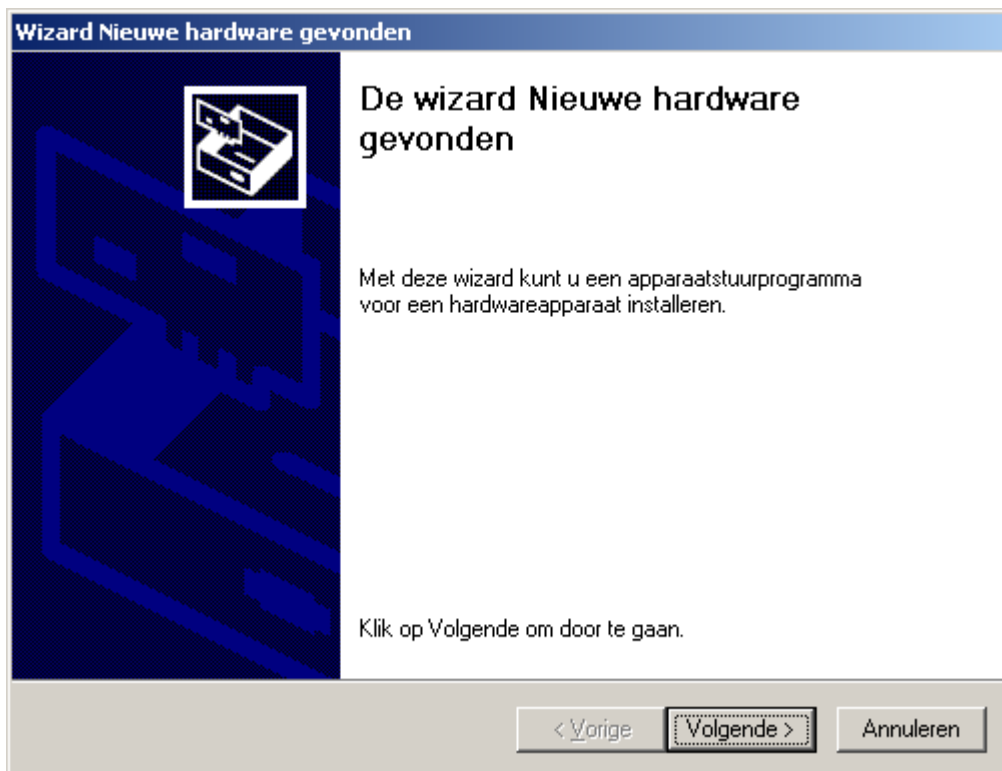 Wizard Nieuwe hardware gevonden
De wizard Nieuwe hardware
gevonden
Met deze wizard kunt u een apparaatstuurprogramma
voor een hardwareapparaat installeren.
Klik op Volgende om door te gaan.
< Vorige
Volgende >
Annuleren